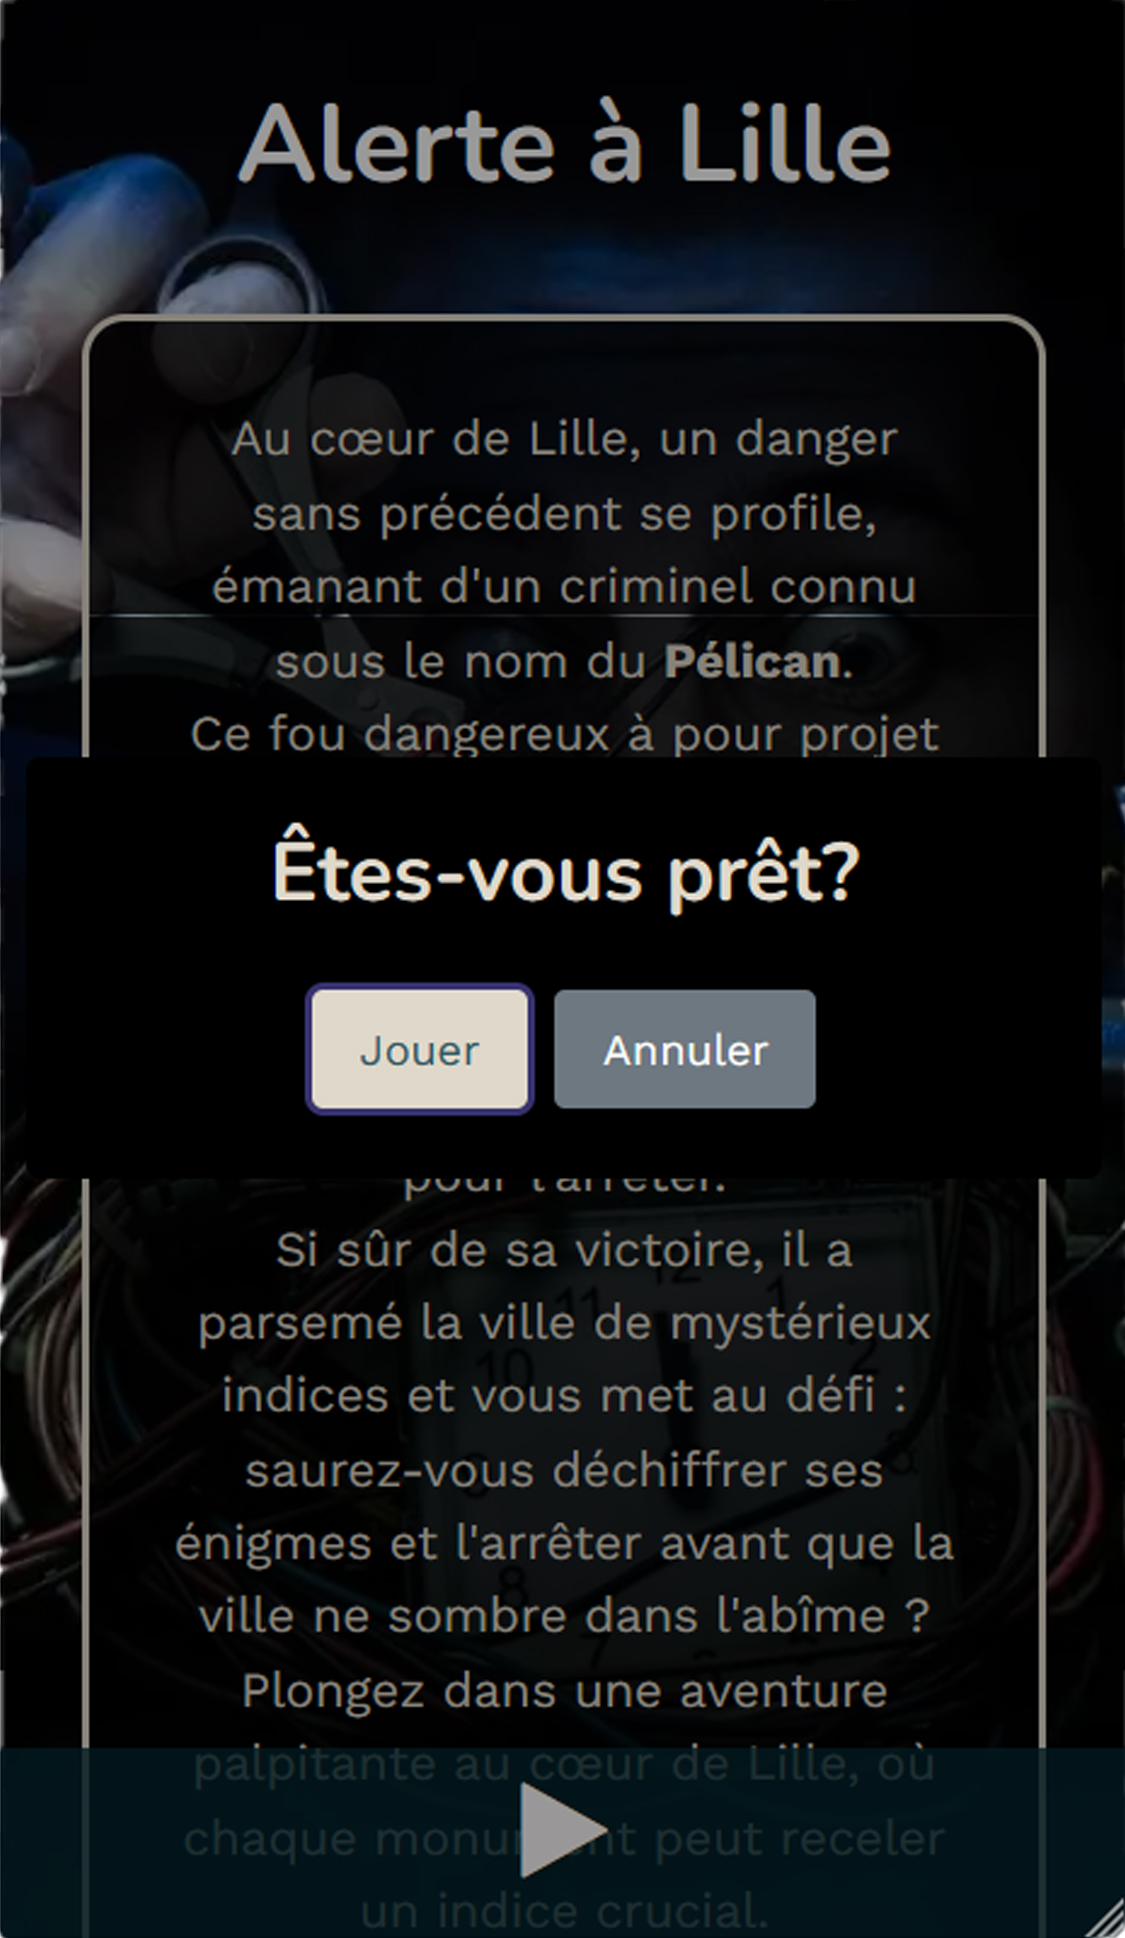 Alerte à Lille
Au cœur de Lille, un danger
sans précédent se profile,
émanant d'un criminel connu
sous le nom du Pélican.
Ce fou dangereux à pour projet
Êtes-vous prêt?
Jouer Annuler
pour l'arrêter.
Si sûr de sa victoire, il a
parsemé la ville de mystérieux
indices et vous met au défi :
saurez-vous déchiffrer ses
énigmes et l'arrêter avant que la
ville ne sombre dans l'abîme ?
Plongez dans une aventure
palpitante au cœur de Lille, où
chaque monument peut receler
un indice crucial.